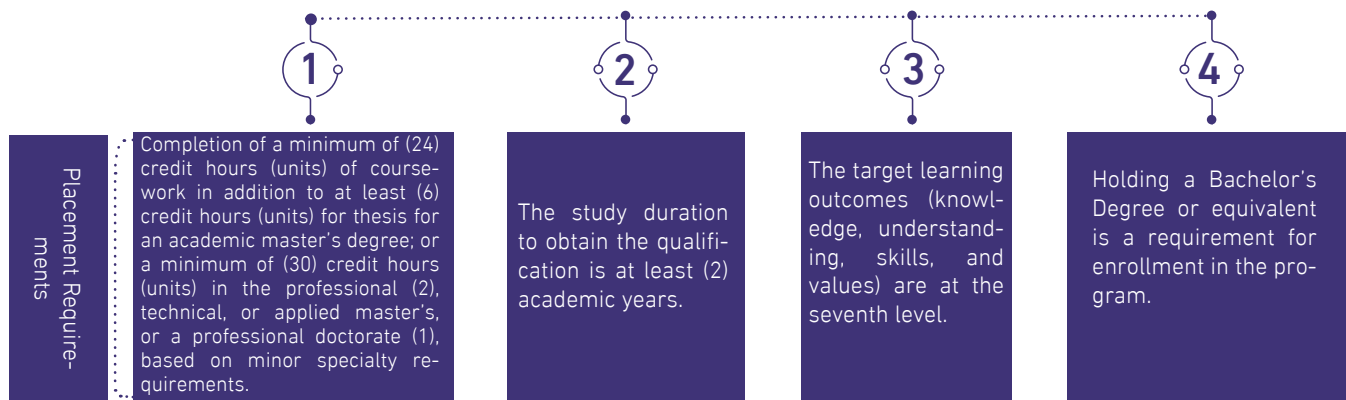 1
2
3
4
Placement Require-
ments
Completion of a minimum of (24)
credit hours (units) of course-
work in addition to at least (6)
credit hours (units) for thesis for
an academic master's degree; or
a minimum of (30) credit hours
(units) in the professional (2),
technical, or applied master's,
or a professional doctorate (1),
based on minor specialty re-
quirements.
The study duration
to obtain the qualifi-
cation is at least (2)
academic years.
The target learning
outcomes (knowl-
edge, understand-
ing, skills, and
values) are at the
seventh level.
Holding a Bachelor's
Degree or equivalent
is a requirement for
enrollment in the pro-
gram.